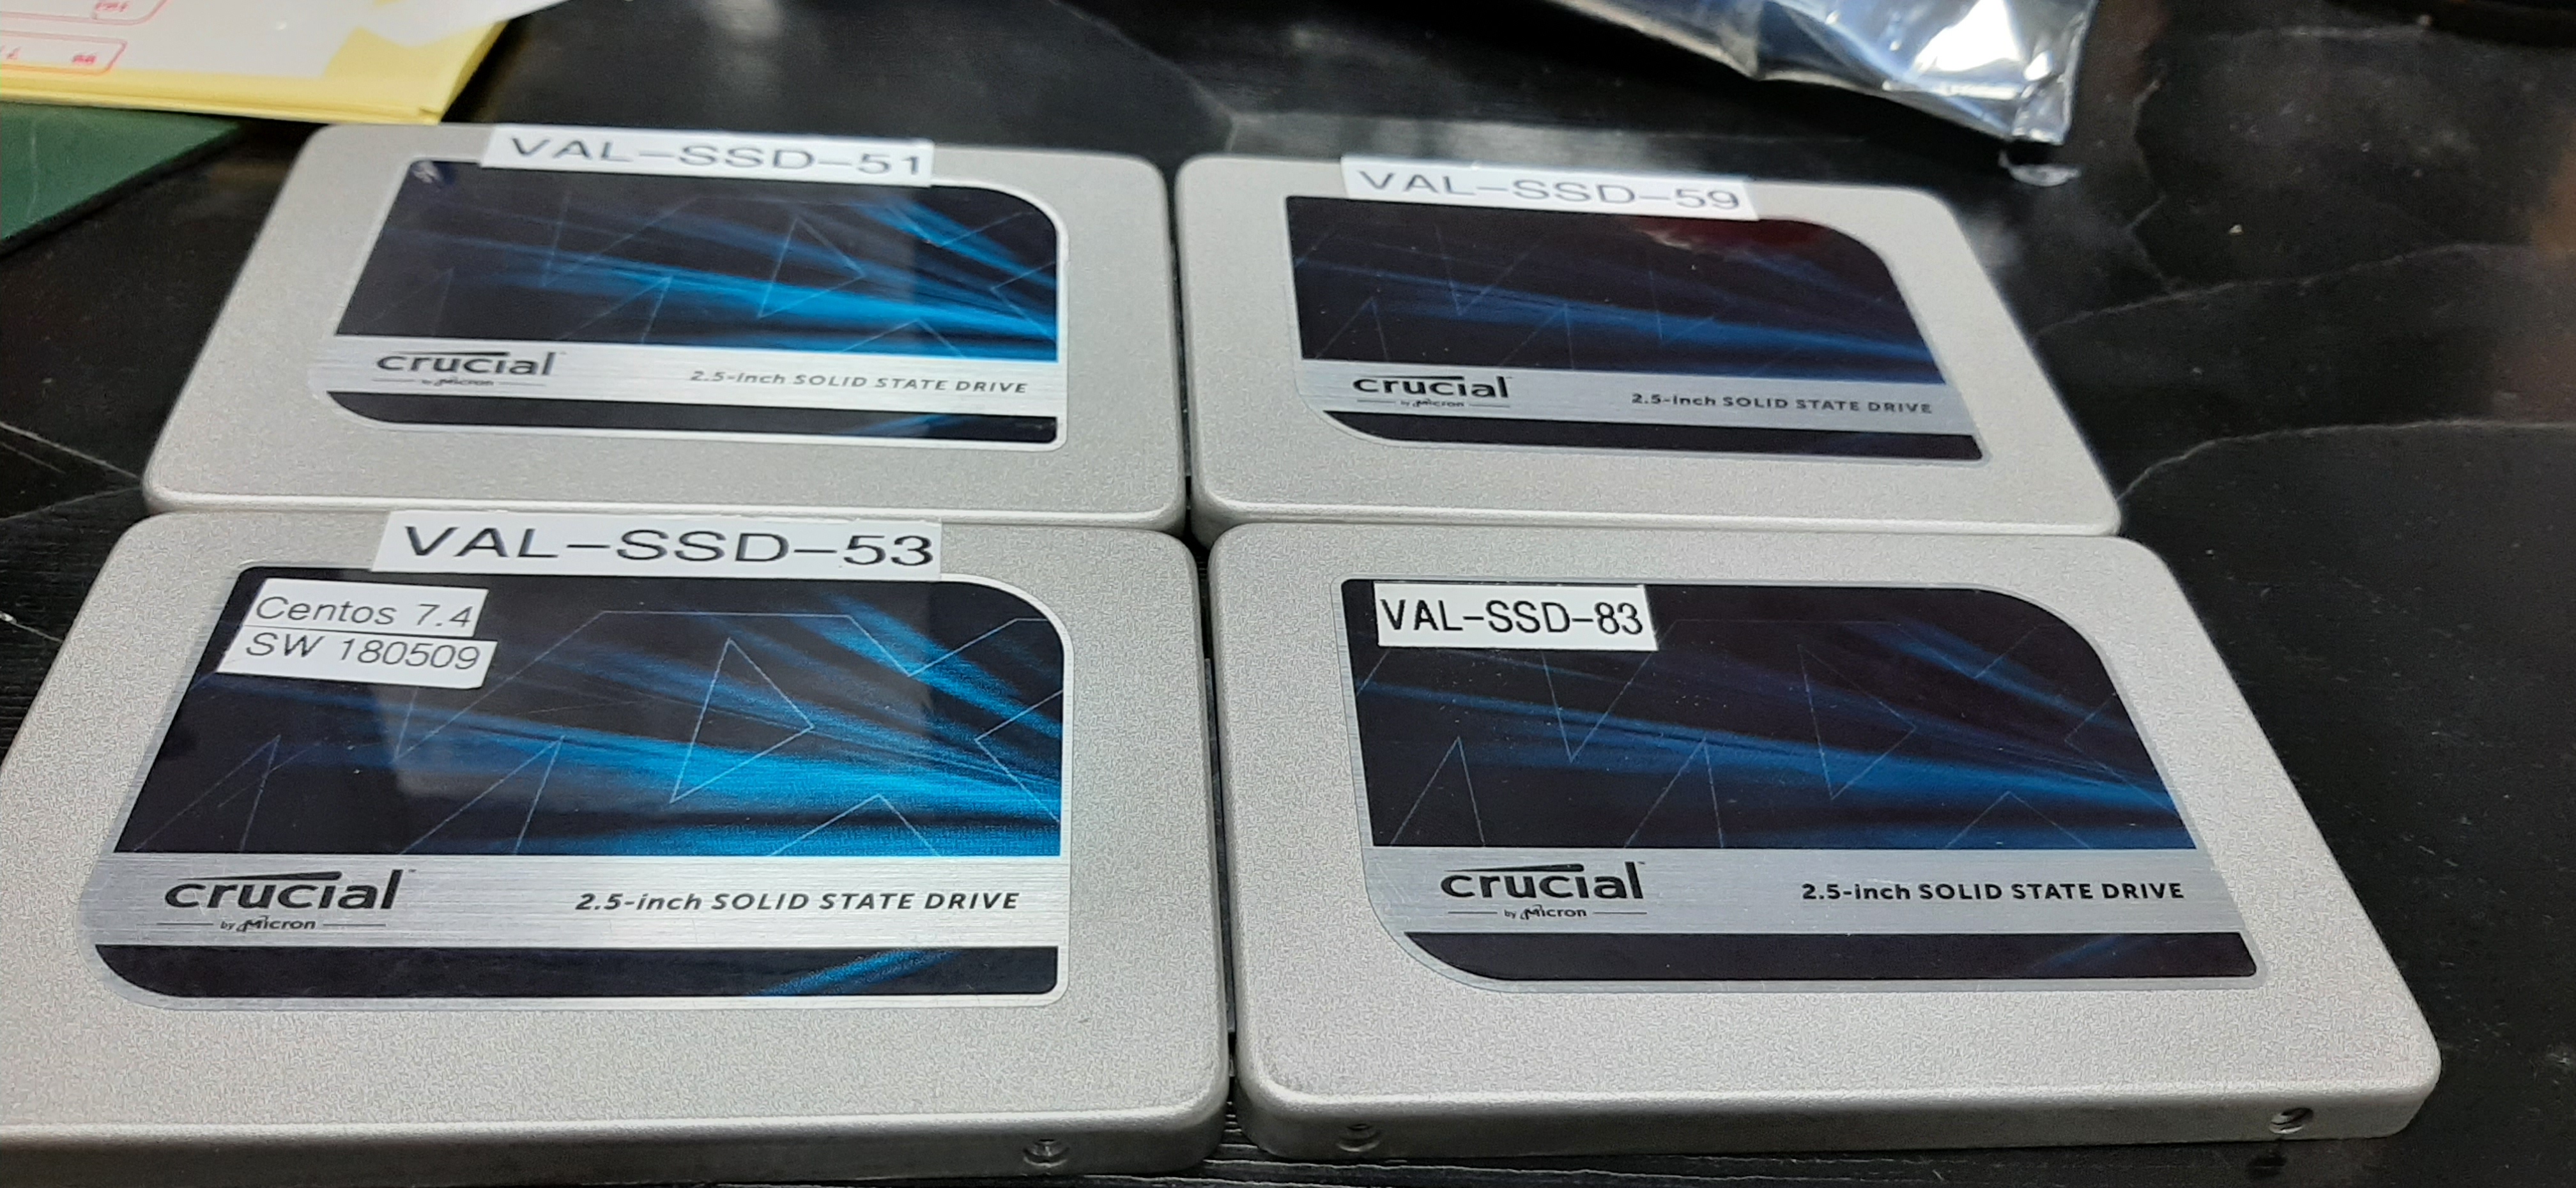 VAL-SSD-51
crucial
by Micron
2.5-inch SOLID STATE DRIVE
VAL-SSD-59
crucial
by Micron
2.5-inch SOLID STATE DRIVE
VAL-SSD-53
Centos 7.4
SW 180509
crucial™
by Micron
2.5-inch SOLID STATE DRIVE
VAL-SSD-83
crucial™
by Micron
2.5-inch SOLID STATE DRIVE